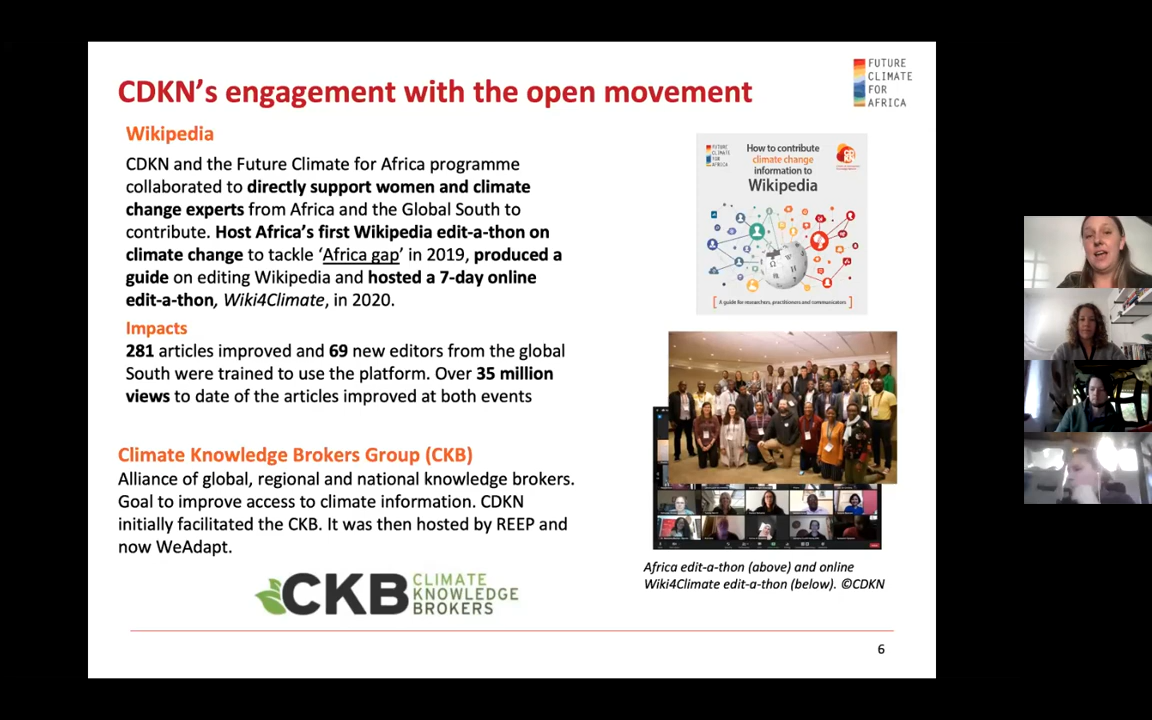 CDKN's engagement with the open movement
FUTURE
CLIMATE
FOR
AFRICA
Wikipedia
CDKN and the Future Climate for Africa programme
collaborated to directly support women and climate
change experts from Africa and the Global South to
contribute. Host Africa's first Wikipedia edit-a-thon on
climate change to tackle 'Africa gap' in 2019, produced a
guide on editing Wikipedia and hosted a 7-day online
edit-a-thon, Wiki4Climate, in 2020.
Impacts
281 articles improved and 69 new editors from the global
South were trained to use the platform. Over 35 million
views to date of the articles improved at both events
Climate Knowledge Brokers Group (CKB)
Alliance of global, regional and national knowledge brokers.
Goal to improve access to climate information. CDKN
initially facilitated the CKB. It was then hosted by REEP and
now WeAdapt.
CKB CLIMATE
KNOWLEDGE
BROKERS
FUTURE
CLIMATE
FOR
AFRICA
How to contribute
climate change
information to
Wikipedia
[ A guide for researchers, practitioners and communicators ]
Africa edit-a-thon (above) and online
Wiki4Climate edit-a-thon (below). ©CDKN
6